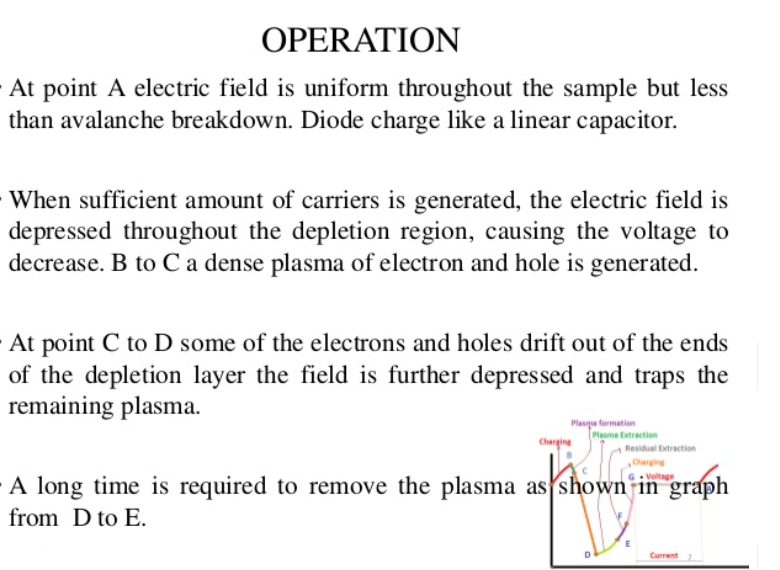 OPERATION
· At point A electric field is uniform throughout the sample but less
than avalanche breakdown. Diode charge like a linear capacitor.
· When sufficient amount of carriers is generated, the electric field is
depressed throughout the depletion region, causing the voltage to
decrease. B to C a dense plasma of electron and hole is generated.
· At point C to D some of the electrons and holes drift out of the ends
of the depletion layer the field is further depressed and traps the
remaining plasma.
Plasma formation
Plasma Extraction
Charging
Residual Extraction
B
Charging
C
G • Voltage
· A long time is required to remove the plasma as shown in graph
from D to E.
F
E
D
Current 7